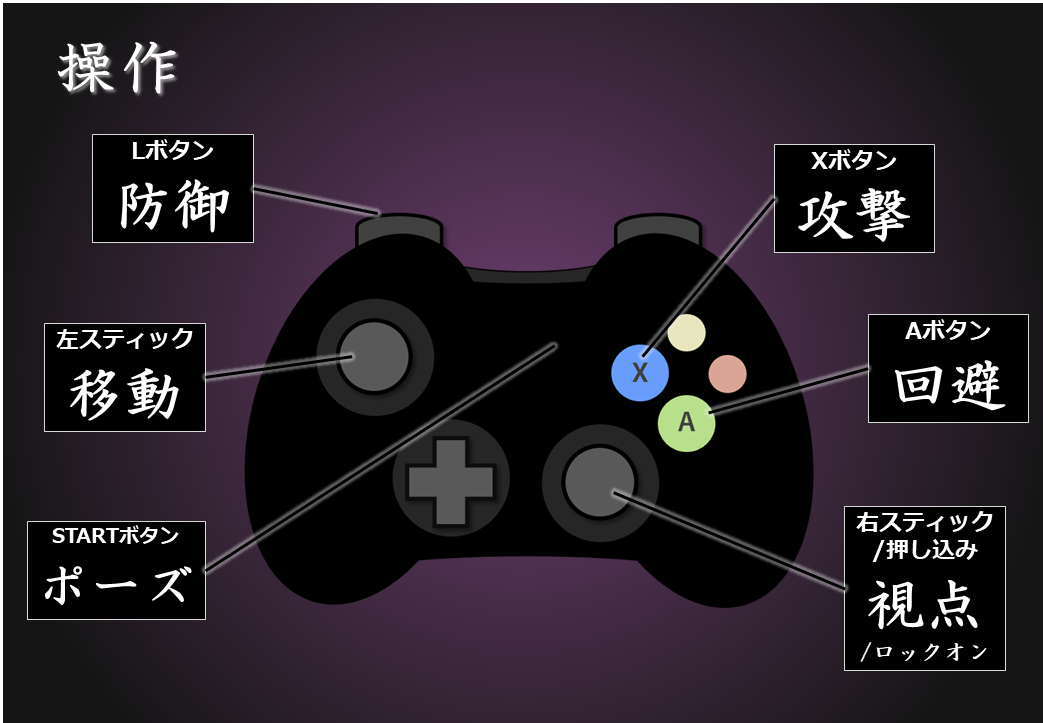 操作
Lボタン
防御
Xボタン
攻撃
左スティック
移動
Aボタン
回避
X
A
STARTボタン
ポーズ
右スティック
/押し込み
視点
/ロックオン